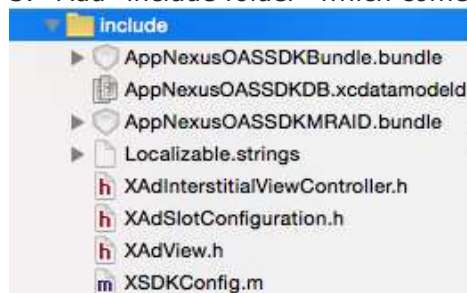 include
AppNexusOASSDKBundle.bundle
AppNexusOASSDKDB.xcdatamodeld
AppNexusOASSDKMRAID.bundle
Localizable.strings
h XAdInterstitialViewController.h
h XAdSlotConfiguration.h
h XAdView.h
m XSDKConfig.m